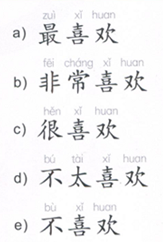 zuì xǐ huan
a) 最喜欢
fēi cháng xǐ huan
b) 非常喜欢
hěn xǐ huan
c) 很喜欢
bú tài xǐ huan
d) 不太喜欢
bù xǐ huan
e) 不喜欢